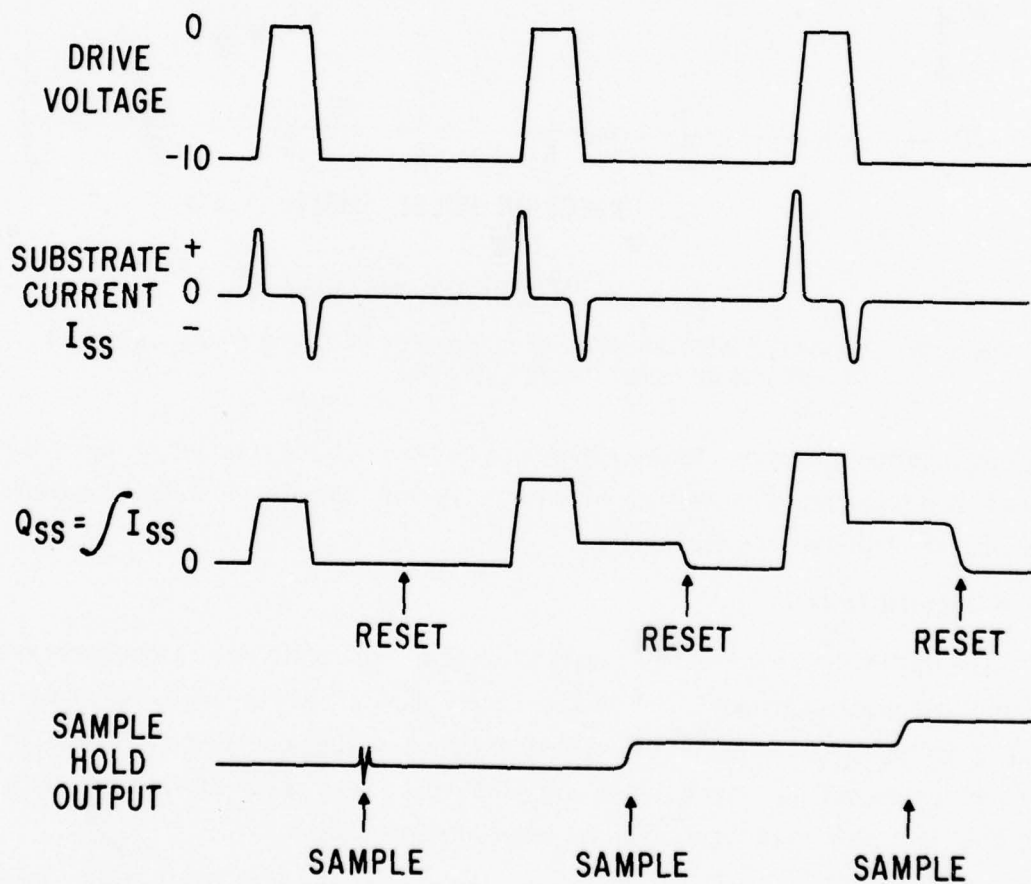 0
DRIVE
VOLTAGE
-10
+
SUBSTRATE
CURRENT 0
ISS
-
QSS = ∫ ISS
0
RESET
RESET
RESET
SAMPLE
HOLD
OUTPUT
SAMPLE
SAMPLE
SAMPLE